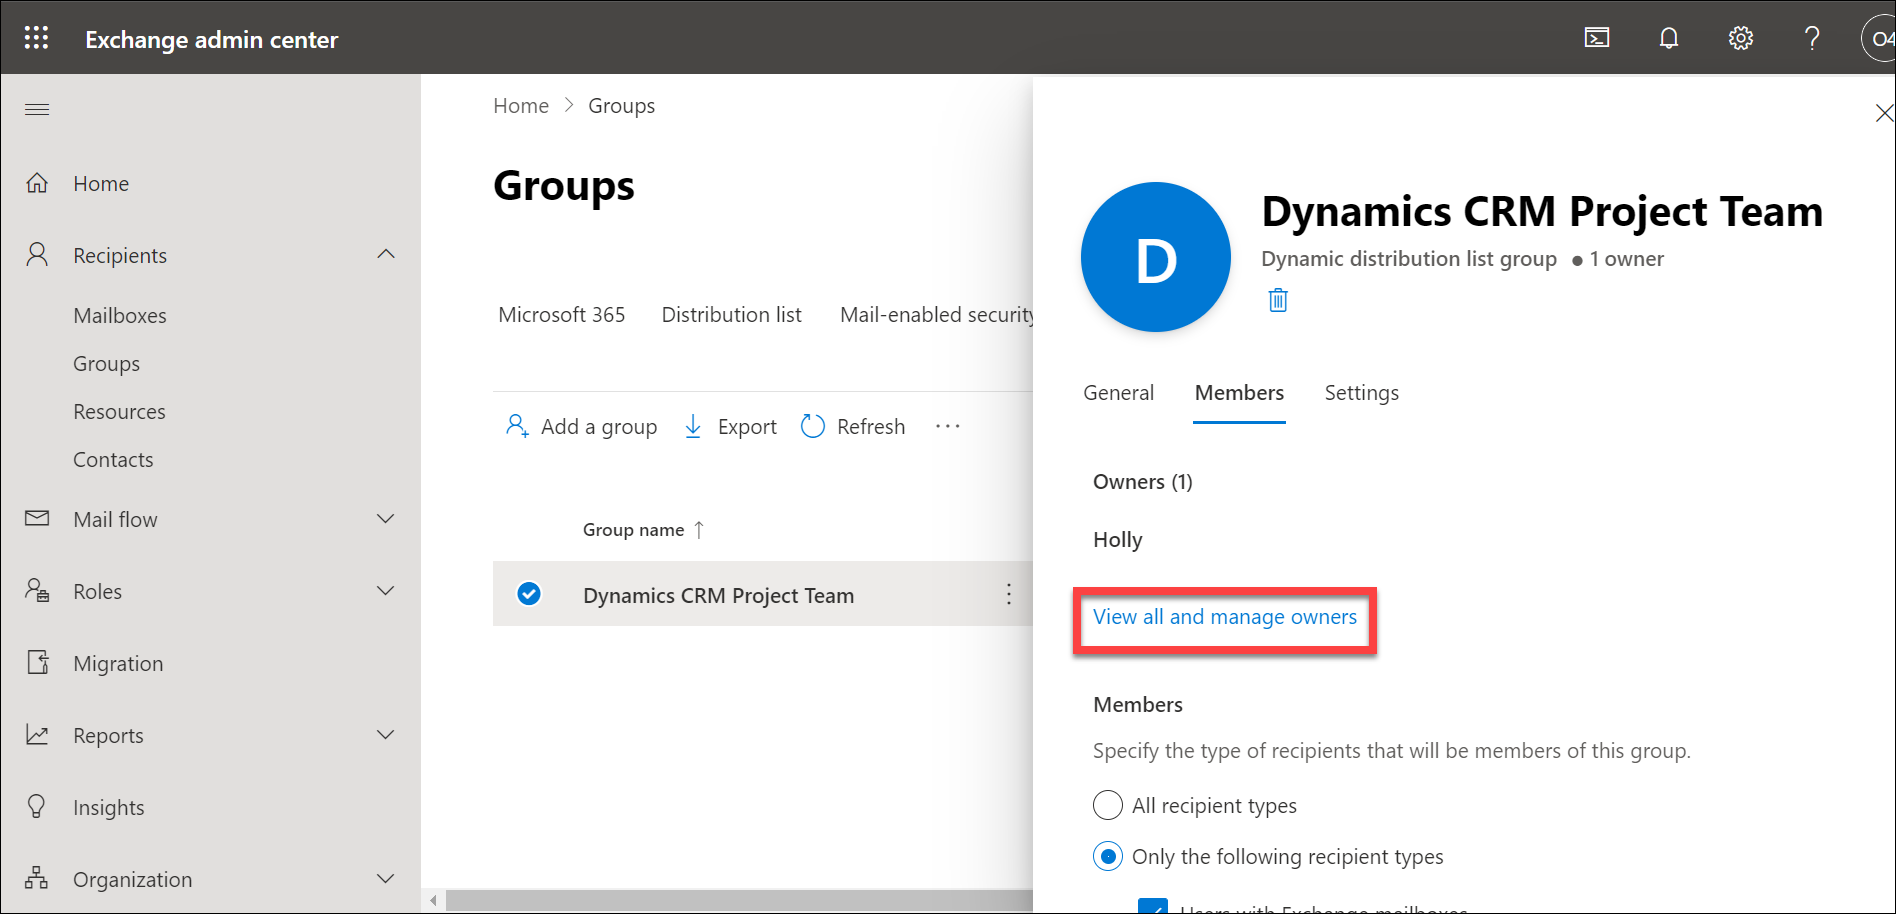 Exchange admin center
O4
Home
Recipients
Mailboxes
Groups
Resources
Contacts
Mail flow
Roles
Migration
Reports
Insights
Organization
Home > Groups
Groups
Microsoft 365 Distribution list Mail-enabled security
Add a group Export Refresh ...
Group name ↑
Dynamics CRM Project Team
D
Dynamics CRM Project Team
Dynamic distribution list group ● 1 owner
General Members Settings
Owners (1)
Holly
View all and manage owners
Members
Specify the type of recipients that will be members of this group.
All recipient types
Only the following recipient types
Users with Exchange mailboxes